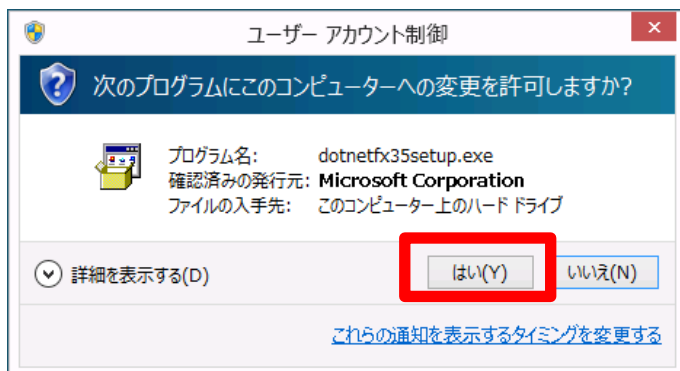 ユーザー アカウント制御
次のプログラムにこのコンピューターへの変更を許可しますか?
プログラム名: dotnetfx35setup.exe
確認済みの発行元: Microsoft Corporation
ファイルの入手先: このコンピューター上のハード ドライブ
詳細を表示する(D) はい(Y) いいえ(N)
これらの通知を表示するタイミングを変更する